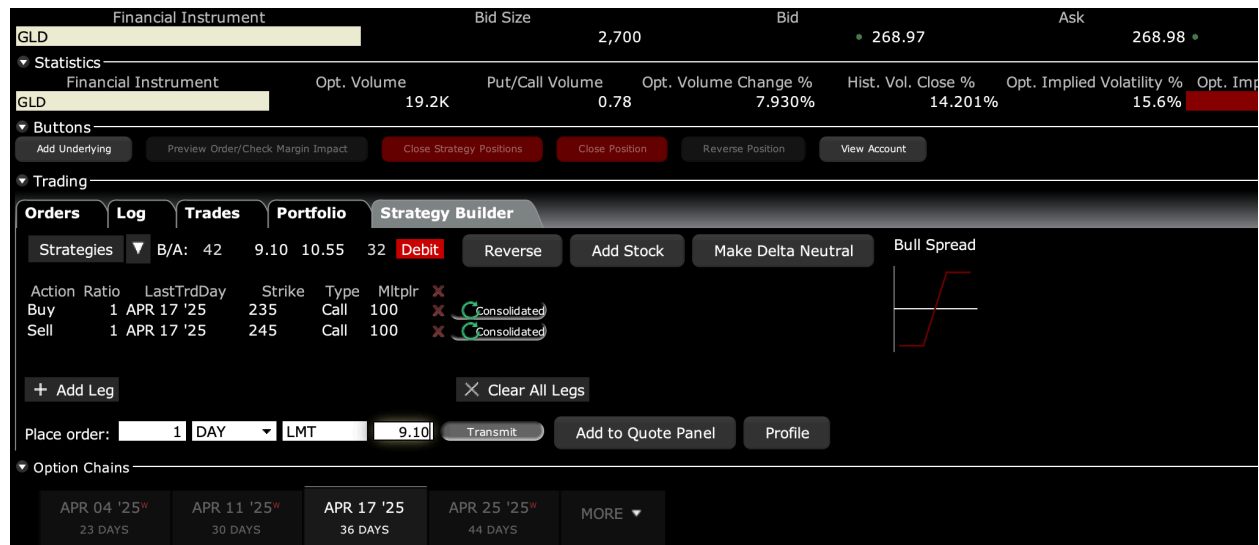 Financial Instrument Bid Size Bid Ask
GLD 2,700 268.97 268.98
Statistics
Financial Instrument Opt. Volume Put/Call Volume Opt. Volume Change % Hist. Vol. Close % Opt. Implied Volatility % Opt. Imp
GLD 19.2K 0.78 7.930% 14.201% 15.6%
Buttons
Add Underlying Preview Order/Check Margin Impact Close Strategy Positions Close Position Reverse Position View Account
Trading
Orders Log Trades Portfolio Strategy Builder
Strategies B/A: 42 9.10 10.55 32 Debit Reverse Add Stock Make Delta Neutral Bull Spread
Action Ratio LastTrdDay Strike Type Mltplr
Buy 1 APR 17 '25 235 Call 100 Consolidated
Sell 1 APR 17 '25 245 Call 100 Consolidated
+ Add Leg Clear All Legs
Place order: 1 DAY LMT 9.10 Transmit Add to Quote Panel Profile
Option Chains
APR 04 '25W APR 11 '25W APR 17 '25 APR 25 '25W MORE
23 DAYS 30 DAYS 36 DAYS 44 DAYS